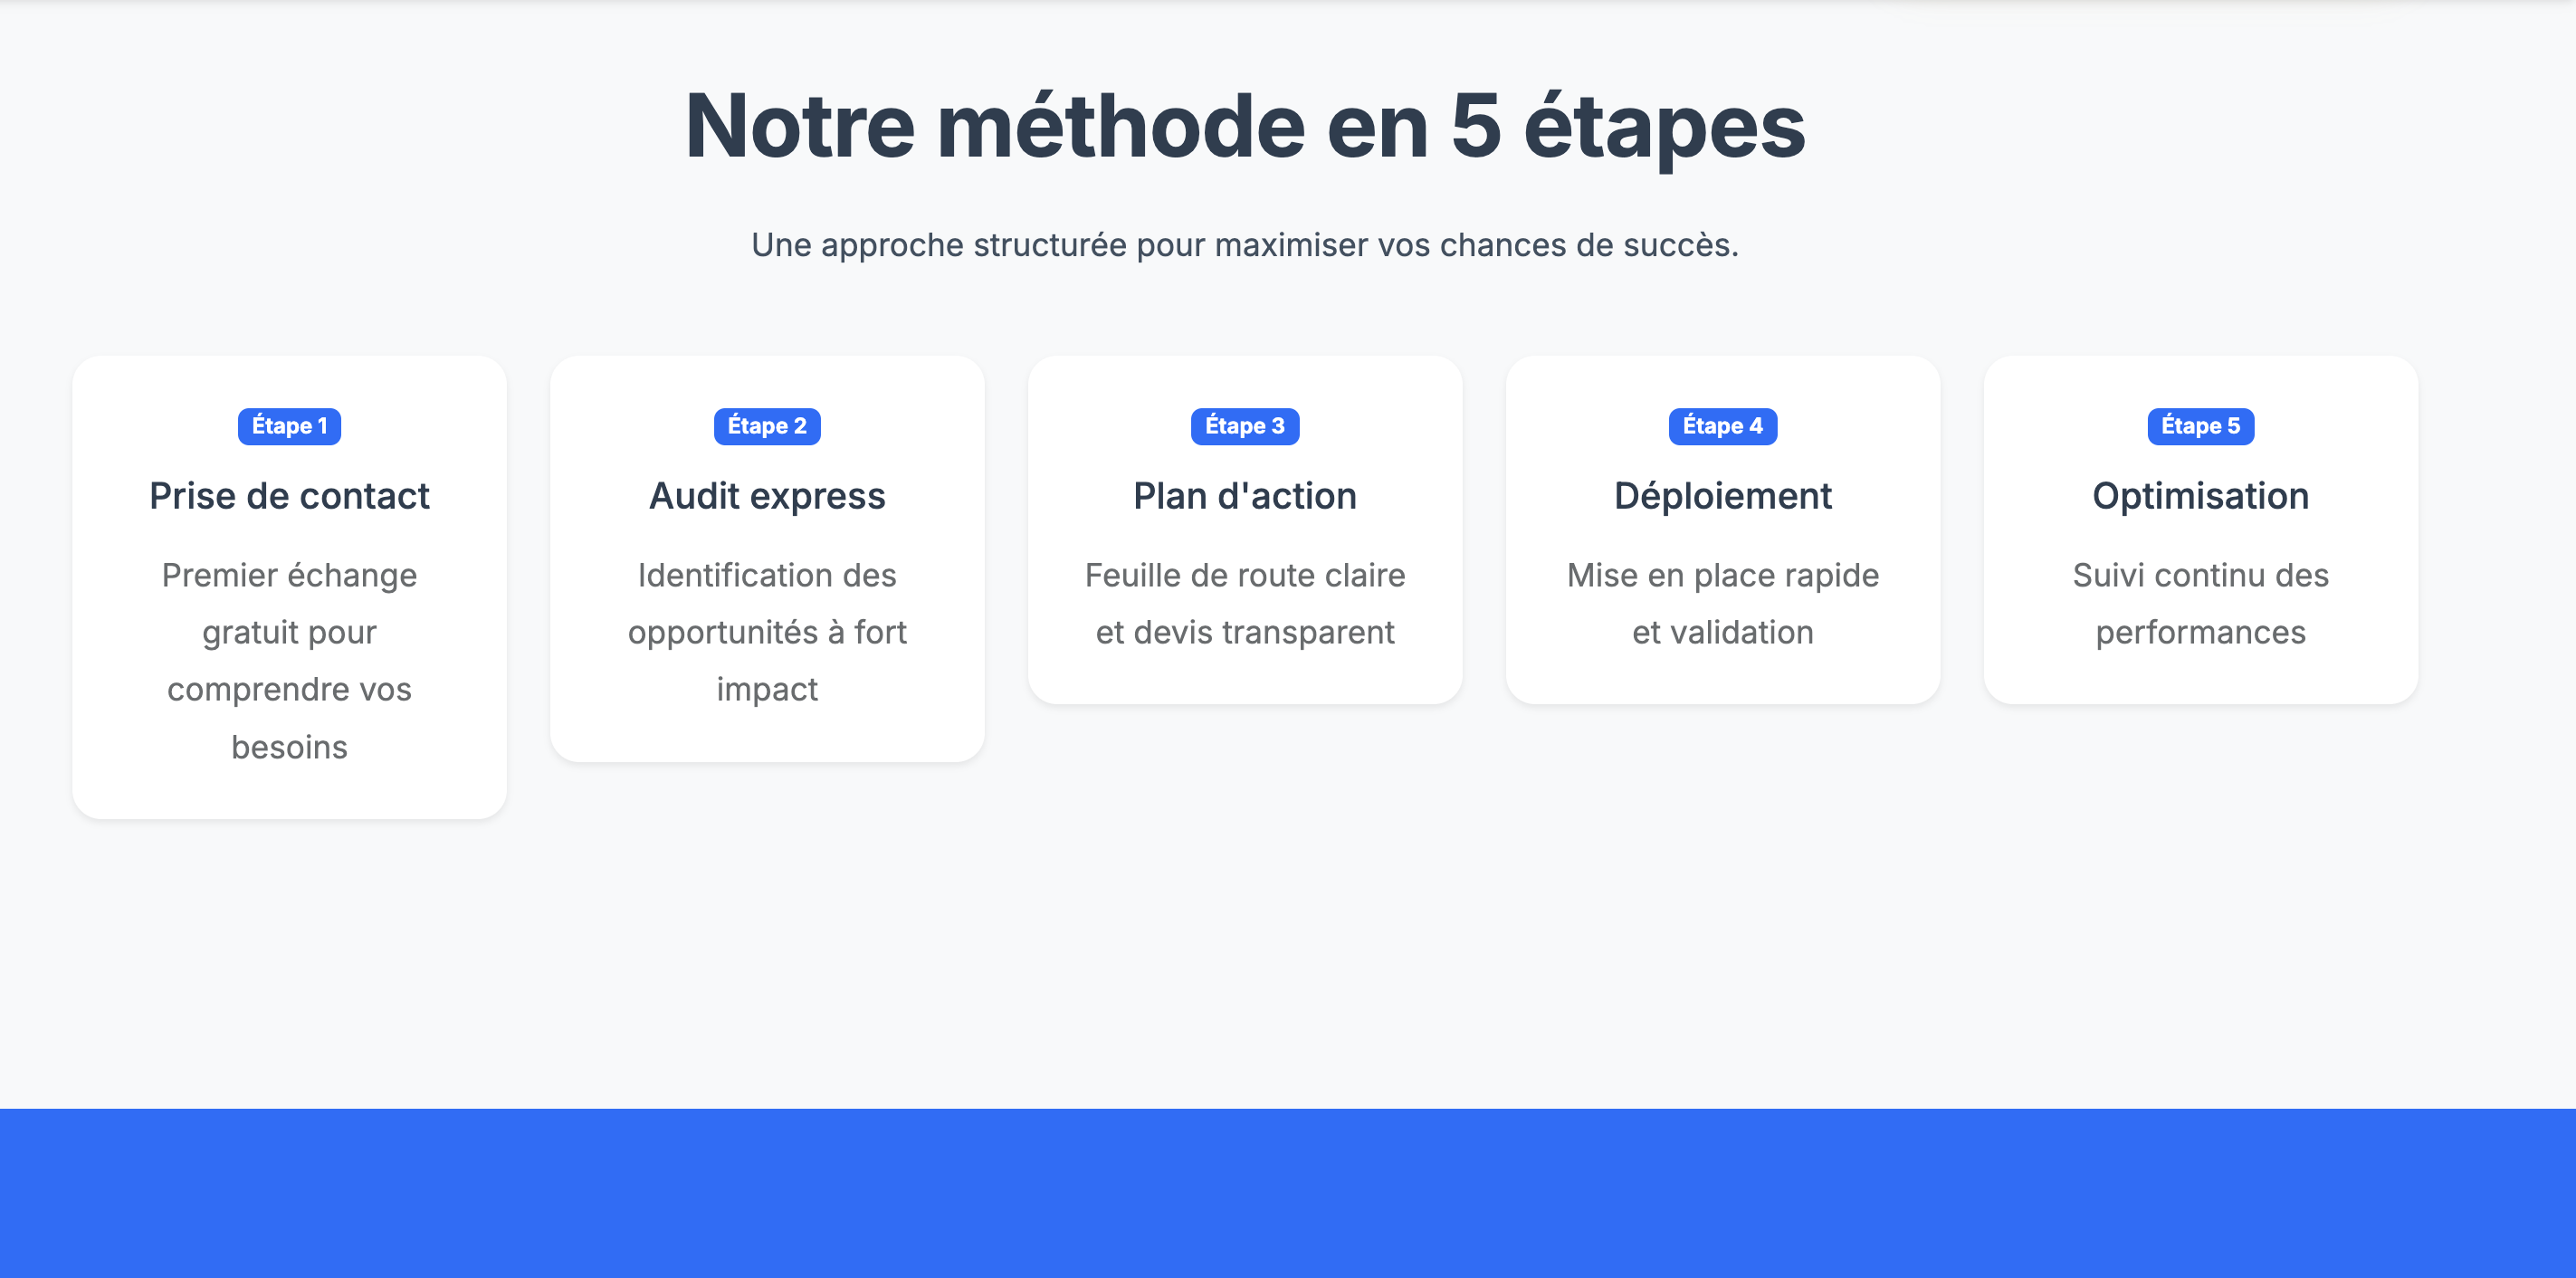 Notre méthode en 5 étapes
Une approche structurée pour maximiser vos chances de succès.
Étape 1
Prise de contact
Premier échange
gratuit pour
comprendre vos
besoins
Étape 2
Audit express
Identification des
opportunités à fort
impact
Étape 3
Plan d'action
Feuille de route claire
et devis transparent
Étape 4
Déploiement
Mise en place rapide
et validation
Étape 5
Optimisation
Suivi continu des
performances